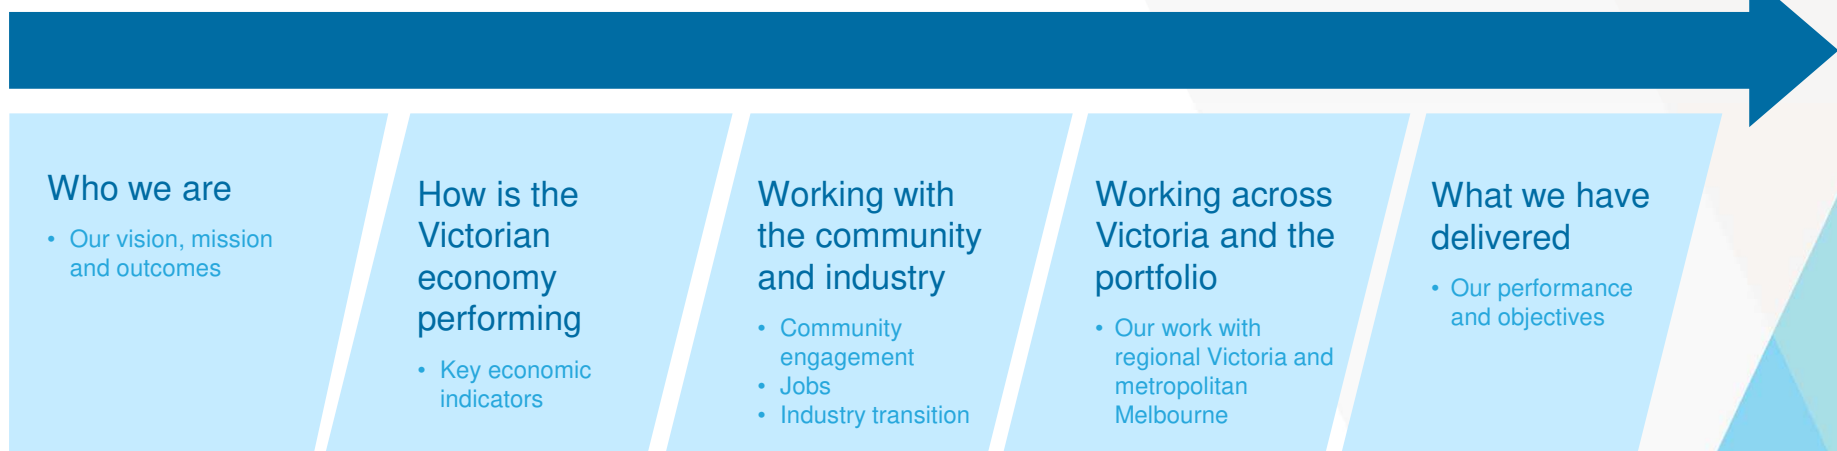 Who we are
• Our vision, mission
and outcomes
How is the
Victorian
economy
performing
• Key economic
indicators
Working with
the community
and industry
• Community
engagement
• Jobs
• Industry transition
Working across
Victoria and the
portfolio
• Our work with
regional Victoria and
metropolitan
Melbourne
What we have
delivered
• Our performance
and objectives